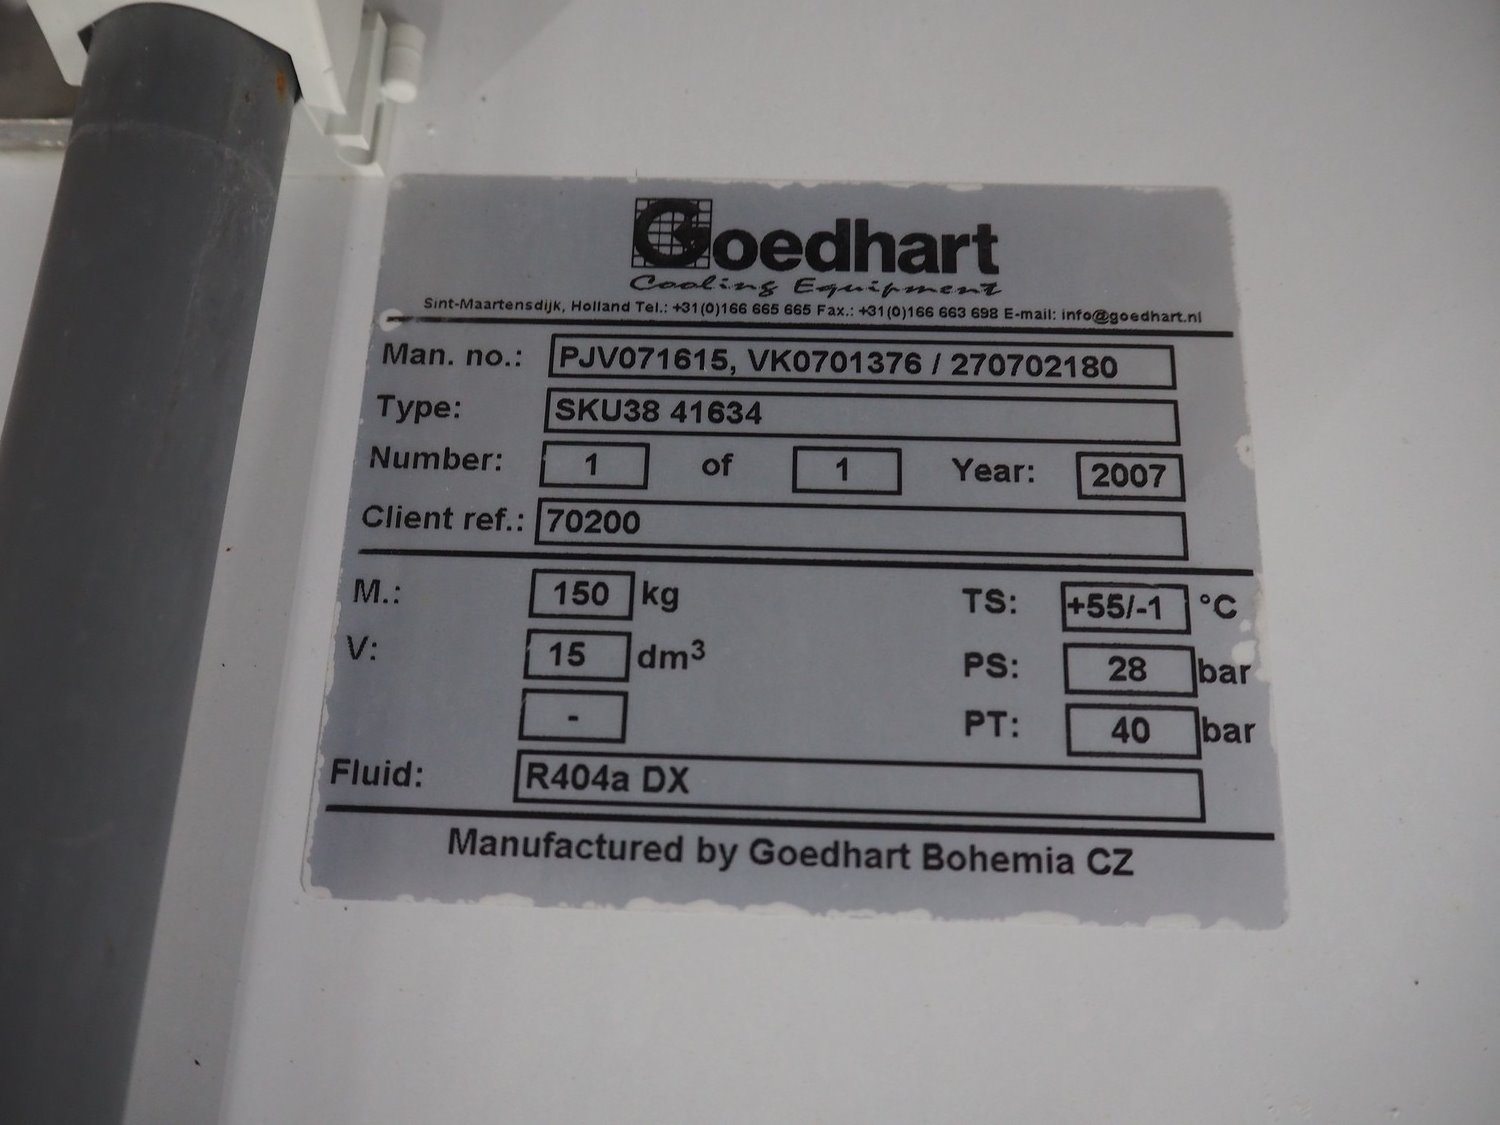 Goedhart
Cooling Equipment
Sint-Maartensdijk, Holland Tel.: +31(0)166 665 665 Fax.: +31(0)166 663 698 E-mail: info@goedhart.nl
Man. no.: PJV071615, VK0701376 / 270702180
Type: SKU38 41634
Number: 1 of 1 Year: 2007
Client ref.: 70200
M.: 150 kg TS: +55/-1 °C
V: 15 dm³ PS: 28 bar
- PT: 40 bar
Fluid: R404a DX
Manufactured by Goedhart Bohemia CZ